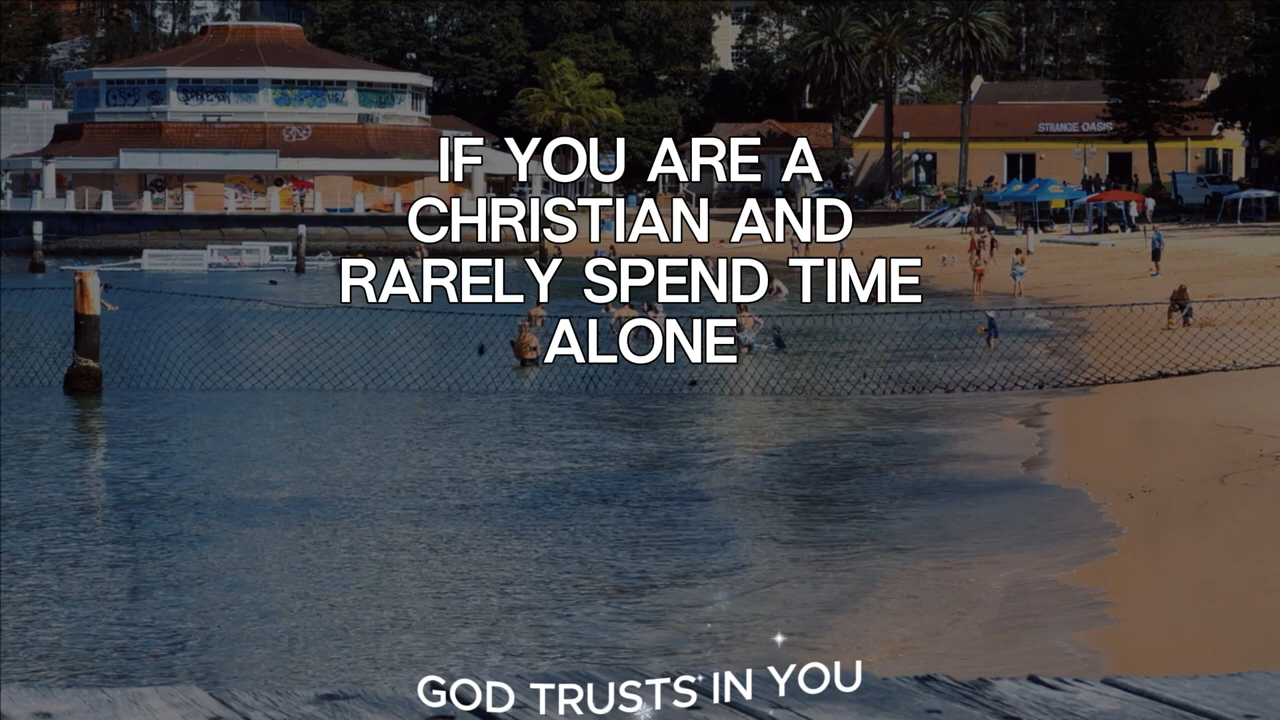 STRANGE OASIS
IF YOU ARE A
CHRISTIAN AND
RARELY SPEND TIME
ALONE
GOD TRUSTS IN YOU